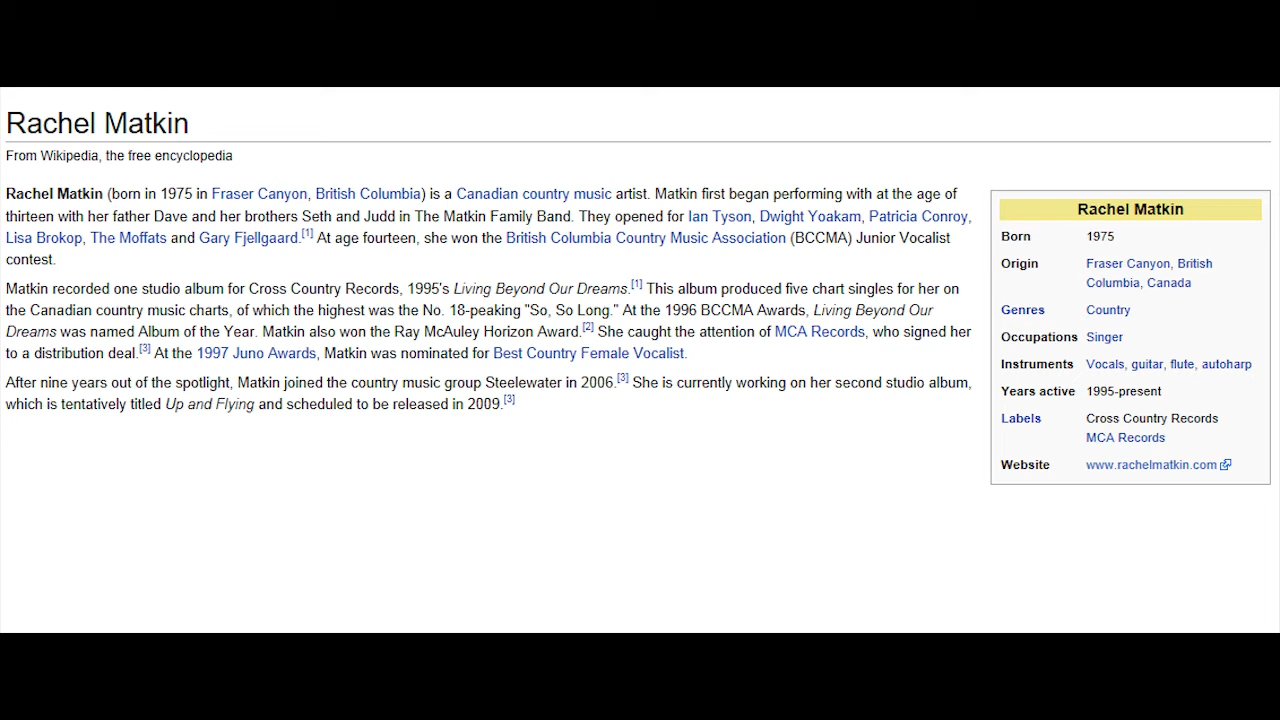 Rachel Matkin
From Wikipedia, the free encyclopedia
Rachel Matkin (born in 1975 in Fraser Canyon, British Columbia) is a Canadian country music artist. Matkin first began performing with at the age of
thirteen with her father Dave and her brothers Seth and Judd in The Matkin Family Band. They opened for Ian Tyson, Dwight Yoakam, Patricia Conroy,
Lisa Brokop, The Moffats and Gary Fjellgaard.[1] At age fourteen, she won the British Columbia Country Music Association (BCCMA) Junior Vocalist
contest.
Matkin recorded one studio album for Cross Country Records, 1995's Living Beyond Our Dreams.[1] This album produced five chart singles for her on
the Canadian country music charts, of which the highest was the No. 18-peaking "So, So Long." At the 1996 BCCMA Awards, Living Beyond Our
Dreams was named Album of the Year. Matkin also won the Ray McAuley Horizon Award.[2] She caught the attention of MCA Records, who signed her
to a distribution deal.[3] At the 1997 Juno Awards, Matkin was nominated for Best Country Female Vocalist.
After nine years out of the spotlight, Matkin joined the country music group Steelewater in 2006.[3] She is currently working on her second studio album,
which is tentatively titled Up and Flying and scheduled to be released in 2009.[3]
Rachel Matkin
Born 1975
Origin Fraser Canyon, British
Columbia, Canada
Genres Country
Occupations Singer
Instruments Vocals, guitar, flute, autoharp
Years active 1995-present
Labels Cross Country Records
MCA Records
Website www.rachelmatkin.com